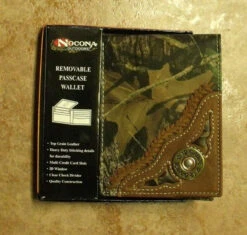 NOCONA
OUTDOORS
REMOVABLE
PASSCASE
WALLET
• Top Grain Leather
• Heavy Duty Stitching details
for durability
• Multi Credit Card Slots
• ID Window
• Clear Check Divider
• Quality Construction